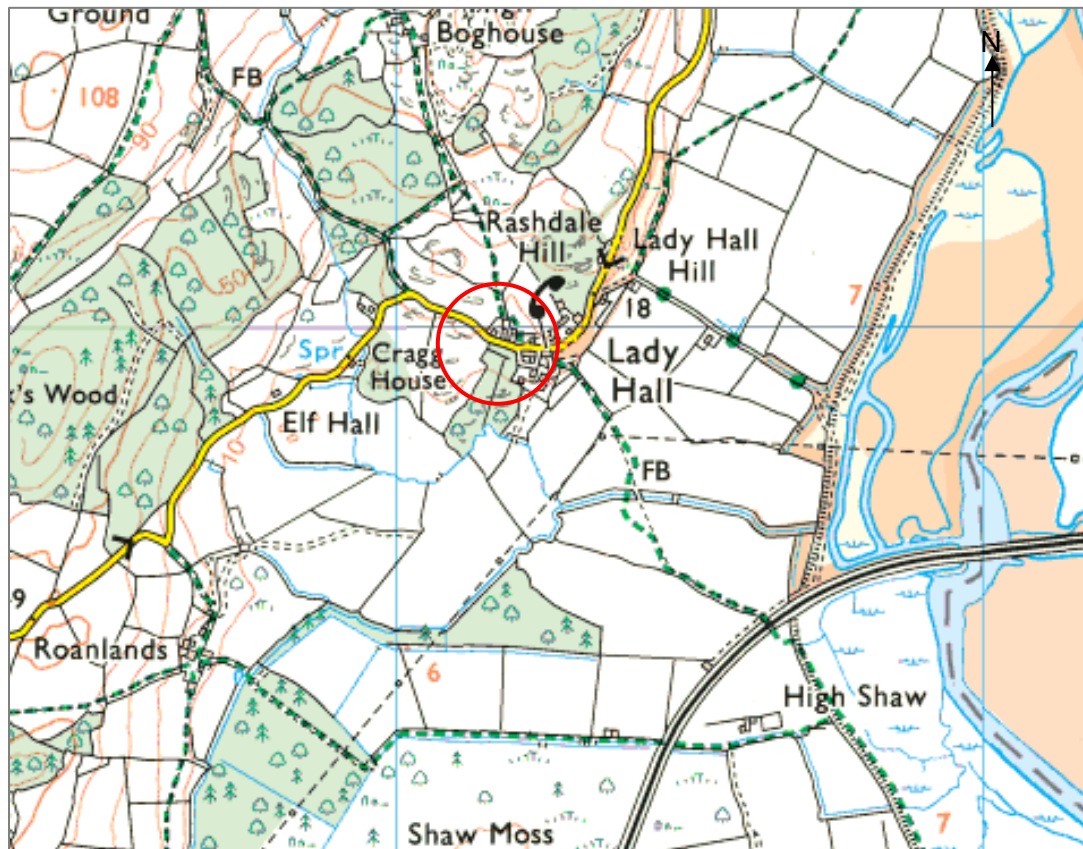 Ground
Boghouse
N
FB
108
90
Rashdale
Hill
Lady Hall
Hill
50
7
18
Spr
Cragg
House
Lady
Hall
's Wood
Elf Hall
10
FB
9
Roanlands
6
High Shaw
7
Shaw Moss